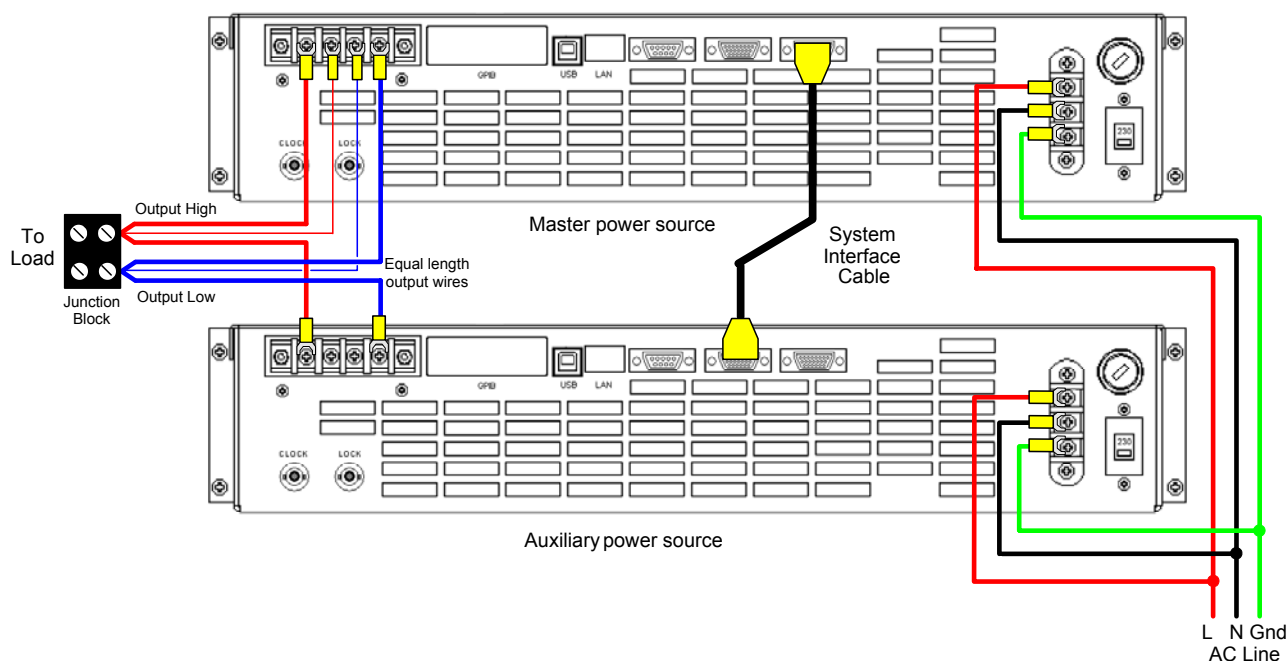 GPIB
USB
LAN
CLOCK
LOCK
230
Output High
Master power source
System
Interface
Cable
To
Load
Equal length
output wires
Output Low
Junction
Block
GPIB
USB
LAN
CLOCK
LOCK
230
Auxiliary power source
L N Gnd
AC Line